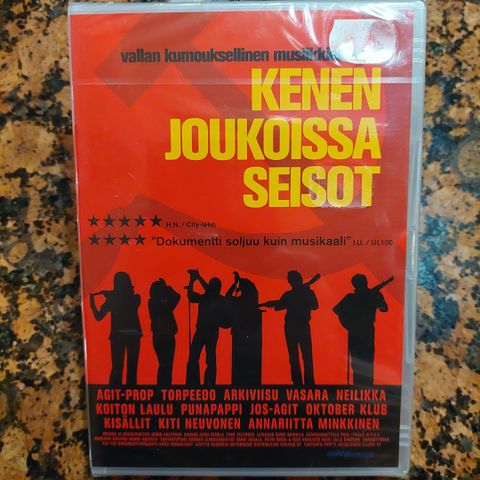 vallan kumouksellinen
KENEN
JOUKOISSA
SEISOT
★★★★★ H.N. / City-lehti
★★★★ "Dokumentti soljuu kuin musikaali" I.U. / UL100
AGIT-PROP TORPEEDO ARKIVIISU VASARA NEILIKKA
KOITON LAULU PUNAPAPPI JOS-AGIT OKTOBER KLUB
KISÄLLIT KITI NEUVONEN ANNARIITTA MINKKINEN